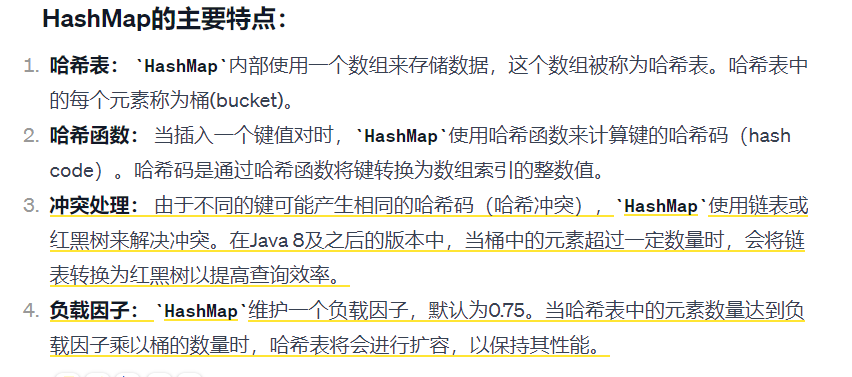 HashMap的主要特点：
1. 哈希表： `HashMap`内部使用一个数组来存储数据，这个数组被称为哈希表。哈希表中
的每个元素称为桶(bucket)。
2. 哈希函数： 当插入一个键值对时，`HashMap`使用哈希函数来计算键的哈希码（hash
code）。哈希码是通过哈希函数将键转换为数组索引的整数值。
3. 冲突处理： 由于不同的键可能产生相同的哈希码（哈希冲突），`HashMap`使用链表或
红黑树来解决冲突。在Java 8及之后的版本中，当桶中的元素超过一定数量时，会将链
表转换为红黑树以提高查询效率。
4. 负载因子： `HashMap`维护一个负载因子，默认为0.75。当哈希表中的元素数量达到负
载因子乘以桶的数量时，哈希表将会进行扩容，以保持其性能。